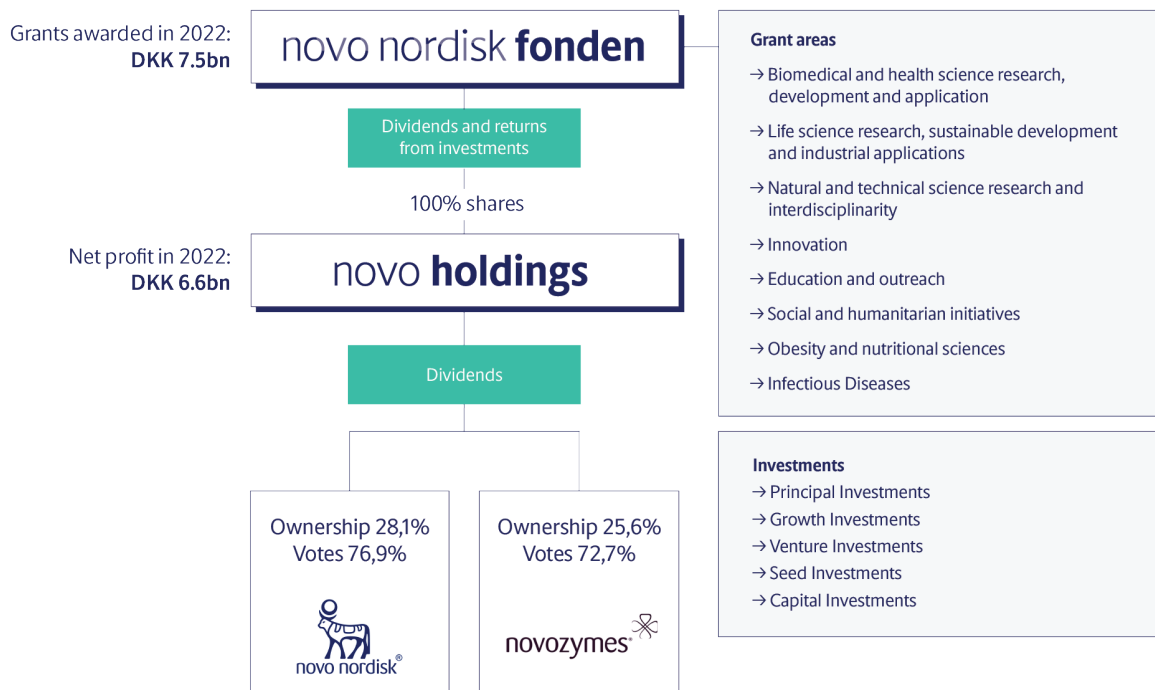 Grants awarded in 2022:
DKK 7.5bn
novo nordisk fonden
Dividends and returns
from investments
100% shares
Net profit in 2022:
DKK 6.6bn
novo holdings
Dividends
Ownership 28,1%
Votes 76,9%
novo nordisk®
Ownership 25,6%
Votes 72,7%
novozymes®
Grant areas
→ Biomedical and health science research,
development and application
→ Life science research, sustainable development
and industrial applications
→ Natural and technical science research and
interdisciplinarity
→ Innovation
→ Education and outreach
→ Social and humanitarian initiatives
→ Obesity and nutritional sciences
→ Infectious Diseases
Investments
→ Principal Investments
→ Growth Investments
→ Venture Investments
→ Seed Investments
→ Capital Investments